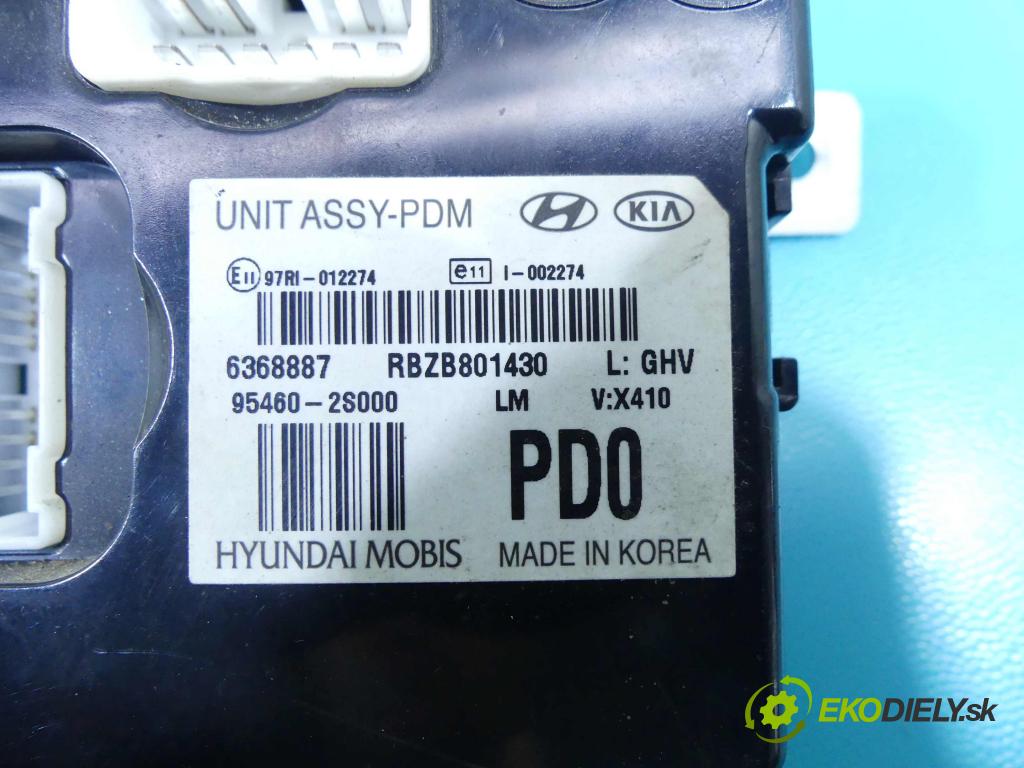 UNIT ASSY-PDM KIA
E11 97RI-012274 e11 I-002274
6368887 RBZB801430 L: GHV
95460-2S000 LM V:X410
PD0
HYUNDAI MOBIS MADE IN KOREA
EKODIELY.sk